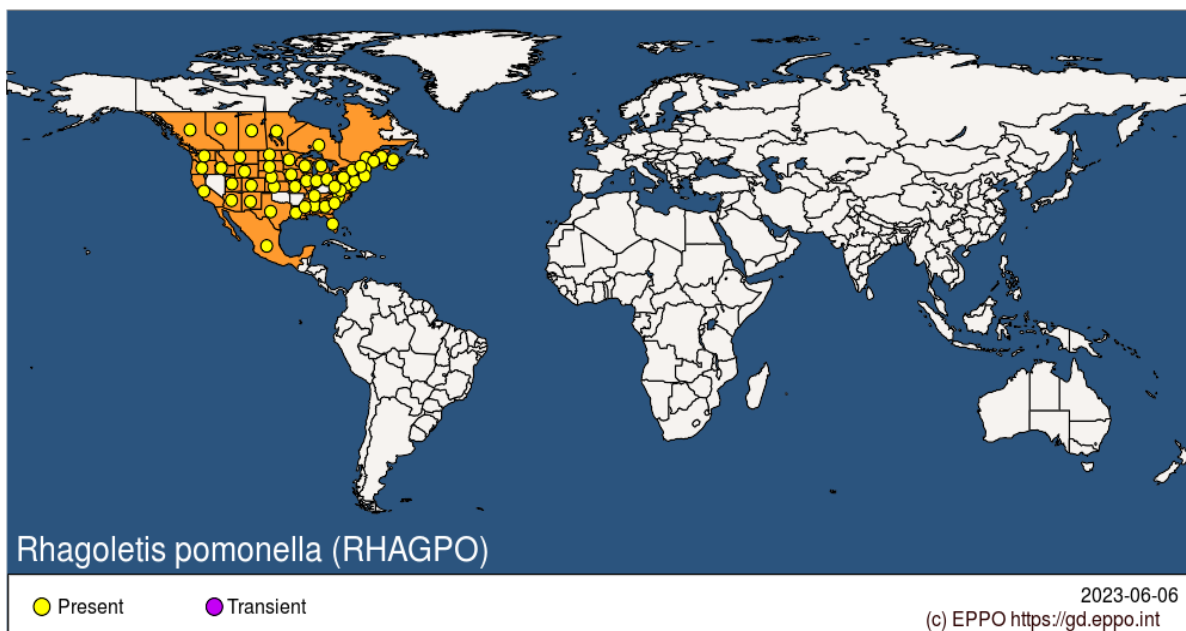 Rhagoletis pomonella (RHAGPO)
Present
Transient
2023-06-06
(c) EPPO https://gd.eppo.int